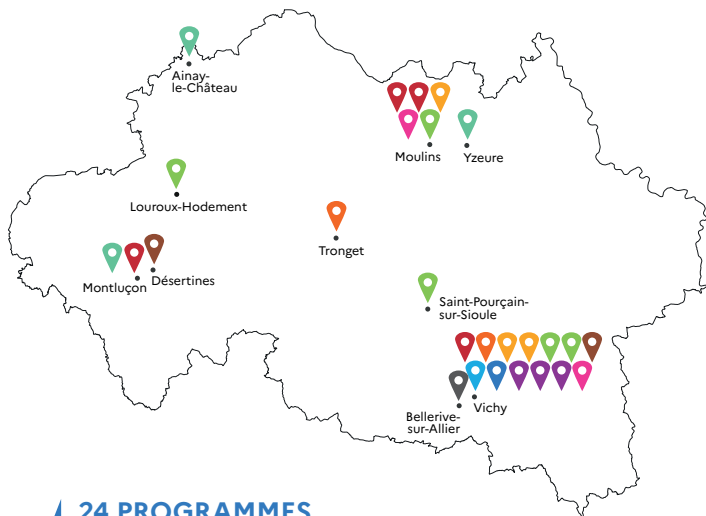 Ainay-
le-Château
Moulins
Yzeure
Louroux-Hodement
Tronget
Montluçon
Désertines
Saint-Pourçain-
sur-Sioule
Bellerive-
sur-Allier
Vichy
24 PROGRAMMES